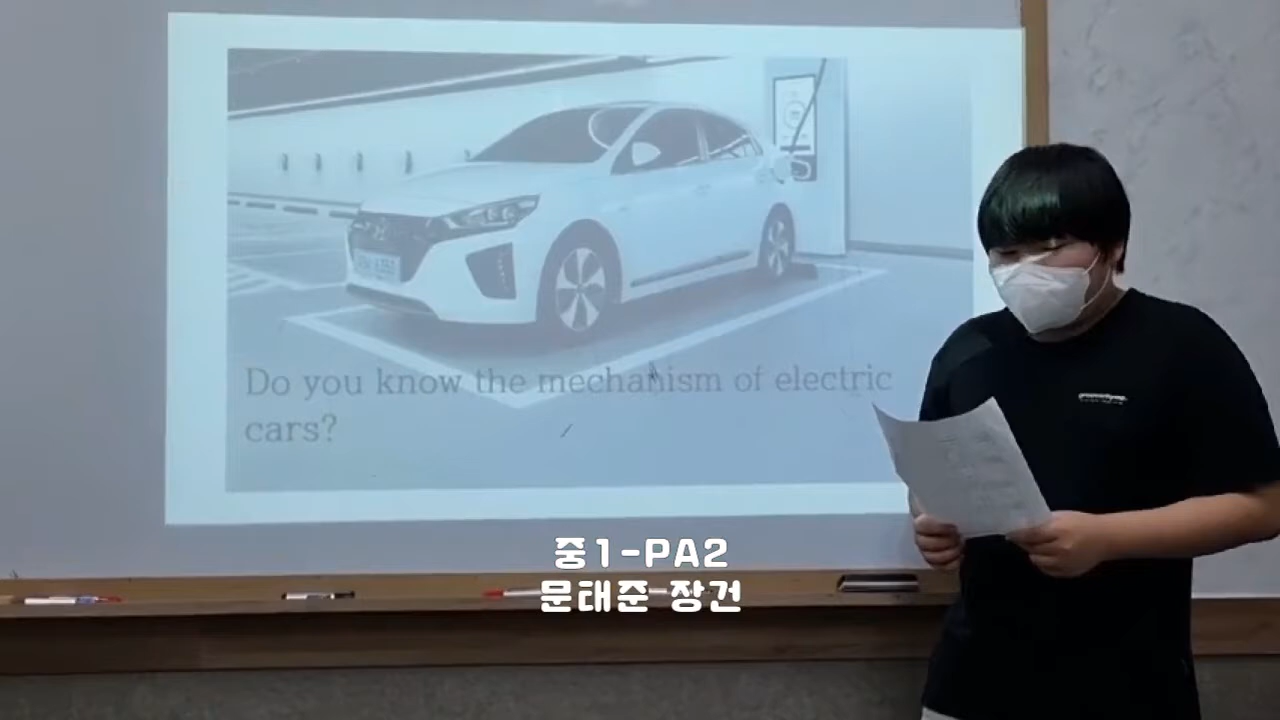 Do you know the mechanism of electric
cars?
중1-PA2
문태준 장건